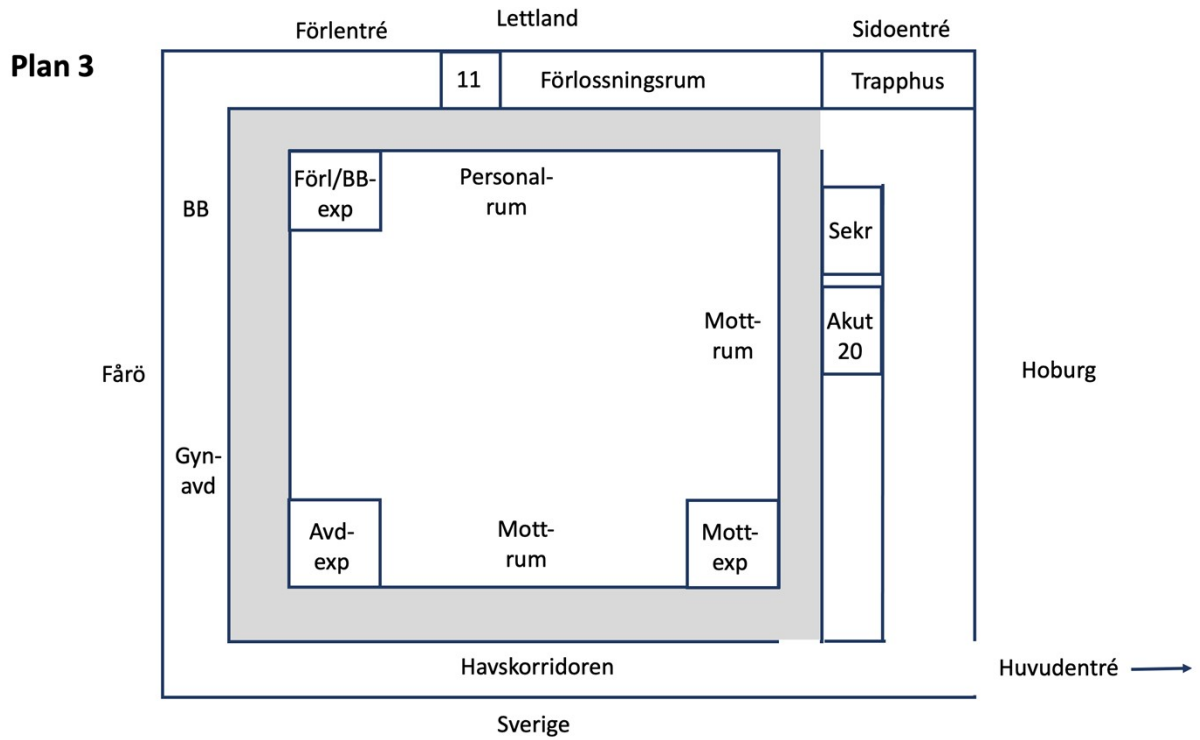 Lettland
Förlentré
Sidoentré
Plan 3
11
Förlossningsrum
Trapphus
Förl/BB-
exp
Personal-
rum
BB
Sekr
Mott-
rum
Akut
20
Fårö
Hoburg
Gyn-
avd
Avd-
exp
Mott-
rum
Mott-
exp
Havskorridoren
Huvudentré
Sverige